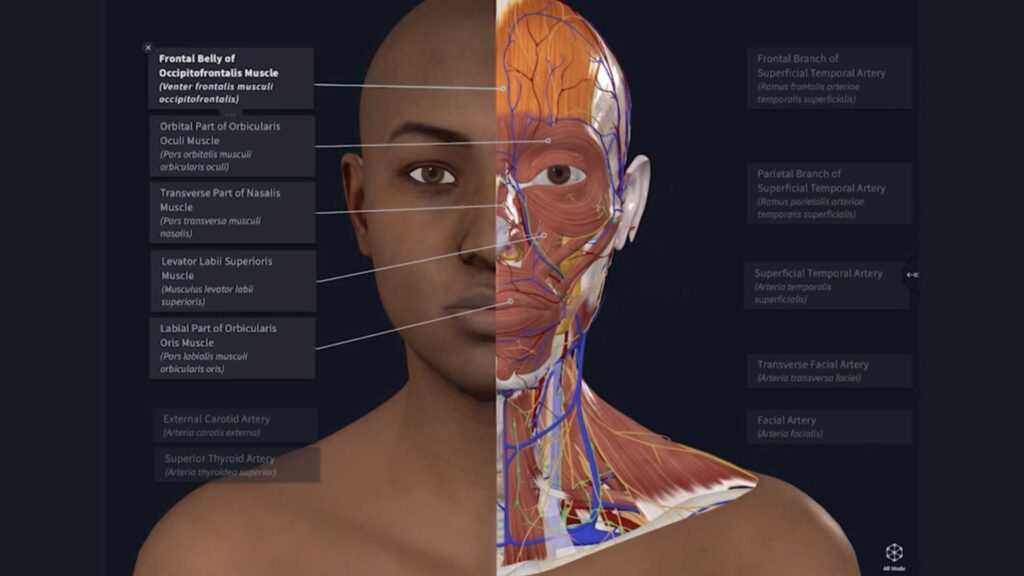 Frontal Belly of
Occipitofrontalis Muscle
(Venter frontalis musculi
occipitofrontalis)
Orbital Part of Orbicularis
Oculi Muscle
(Pars orbitalis musculi
orbicularis oculi)
Transverse Part of Nasalis
Muscle
(Pars transversa musculi
nasalis)
Levator Labii Superioris
Muscle
(Musculus levator labii
superioris)
Labial Part of Orbicularis
Oris Muscle
(Pars labialis musculi
orbicularis oris)
External Carotid Artery
(Arteria carotis externa)
Superior Thyroid Artery
(Arteria thyroidea superior)
Frontal Branch of
Superficial Temporal Artery
(Ramus frontalis arteriae
temporalis superficialis)
Parietal Branch of
Superficial Temporal Artery
(Ramus parietalis arteriae
temporalis superficialis)
Superficial Temporal Artery
(Arteria temporalis
superficialis)
Transverse Facial Artery
(Arteria transversa faciei)
Facial Artery
(Arteria facialis)
AR Mode